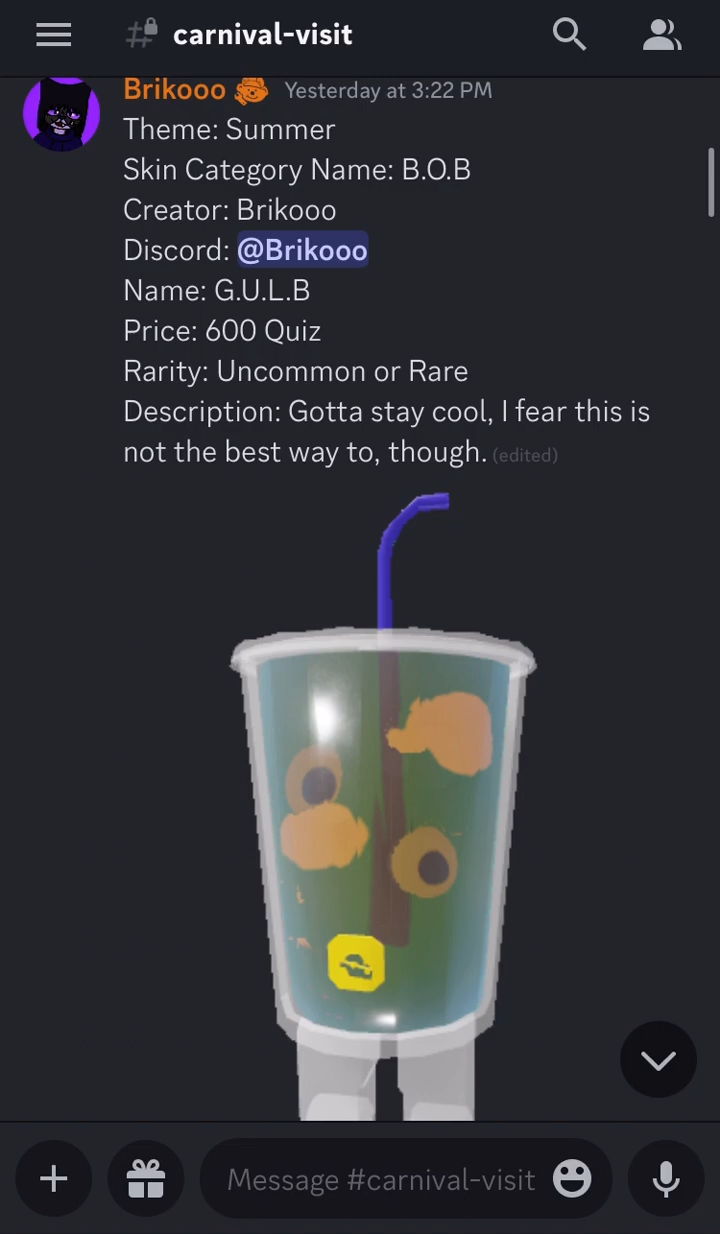 carnival-visit
Brikooo Yesterday at 3:22 PM
Theme: Summer
Skin Category Name: B.O.B
Creator: Brikooo
Discord: @Brikooo
Name: G.U.L.B
Price: 600 Quiz
Rarity: Uncommon or Rare
Description: Gotta stay cool, I fear this is
not the best way to, though. (edited)
Message #carnival-visit